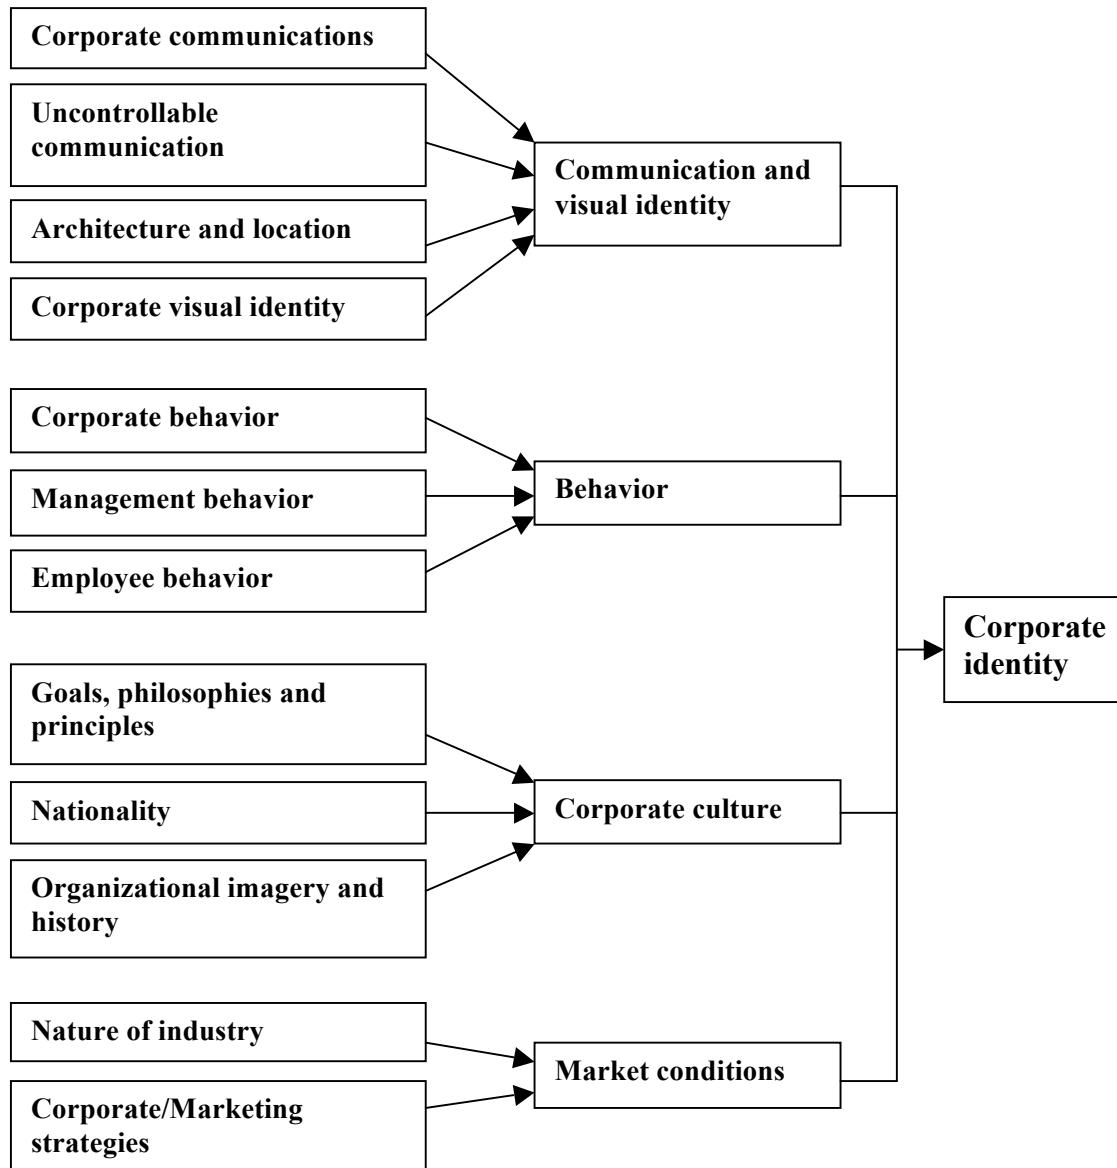 Corporate communications
Uncontrollable
communication
Architecture and location
Corporate visual identity
Communication and
visual identity
Corporate behavior
Management behavior
Employee behavior
Behavior
Goals, philosophies and
principles
Nationality
Organizational imagery and
history
Corporate culture
Nature of industry
Corporate/Marketing
strategies
Market conditions
Corporate
identity